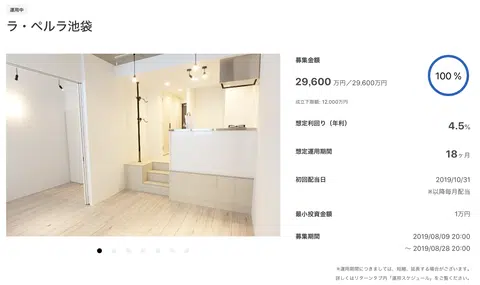 運用中
ラ・ペルラ池袋
募集金額
29,600 万円／29,600万円
100 %
成立下限額: 12,000万円
想定利回り（年利）
4.5%
想定運用期間
18ヶ月
初回配当日
2019/10/31
※以降毎月配当
最小投資金額
1万円
募集期間
2019/08/09 20:00
～ 2019/08/28 20:00
※運用期間につきましては、短縮、延長する場合がございます。
詳しくはリターンタブ内「運用スケジュール」をご覧ください。